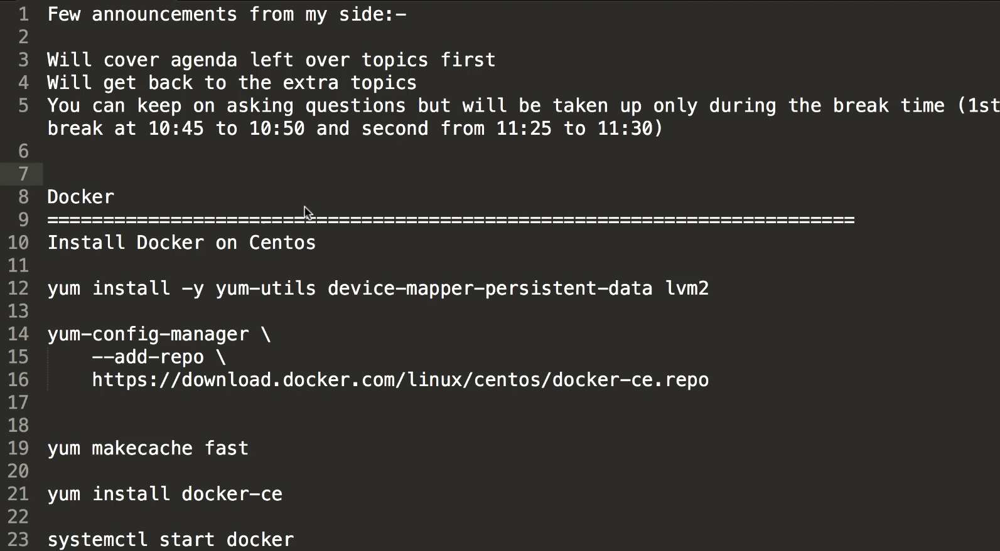 1 Few announcements from my side:-
2
3 Will cover agenda left over topics first
4 Will get back to the extra topics
5 You can keep on asking questions but will be taken up only during the break time (1st
break at 10:45 to 10:50 and second from 11:25 to 11:30)
6
7
8 Docker
9 ========================================================================
10 Install Docker on Centos
11
12 yum install -y yum-utils device-mapper-persistent-data lvm2
13
14 yum-config-manager \
15     --add-repo \
16     https://download.docker.com/linux/centos/docker-ce.repo
17
18
19 yum makecache fast
20
21 yum install docker-ce
22
23 systemctl start docker